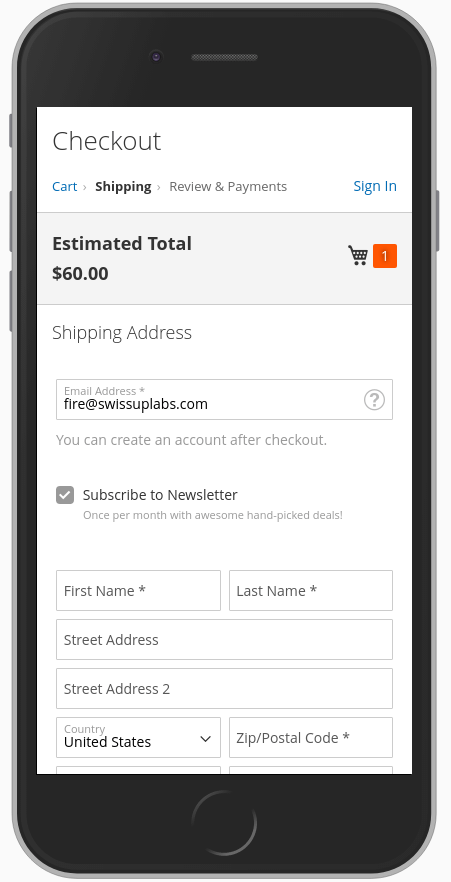 Checkout
Cart › Shipping › Review & Payments Sign In
Estimated Total
$60.00
1
Shipping Address
Email Address *
fire@swissuplabs.com
?
You can create an account after checkout.
Subscribe to Newsletter
Once per month with awesome hand-picked deals!
First Name * Last Name *
Street Address
Street Address 2
Country
United States Zip/Postal Code *